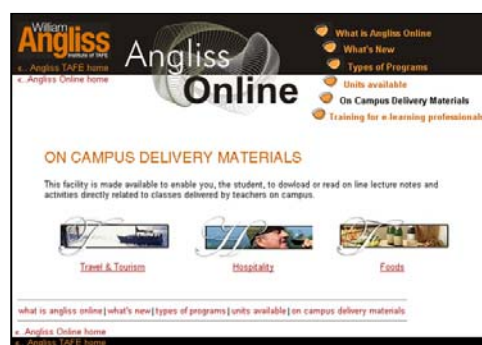 William
Angliss
Institute of TAFE
<.. Angliss TAFE home
<..Angliss Online home
Angliss
Online
What is Angliss Online
What's New
Types of Programs
Units available
On Campus Delivery Materials
Training for e-learning professionals
ON CAMPUS DELIVERY MATERIALS
This facility is made available to enable you, the student, to dowload or read on line lecture notes and
activities directly related to classes delivered by teachers on campus.
T
H
F
Travel & Tourism
Hospitality
Foods
what is angliss online|what's new|types of programs|units available|on campus delivery materials
<..Angliss Online home
<.. Angliss TAFE home